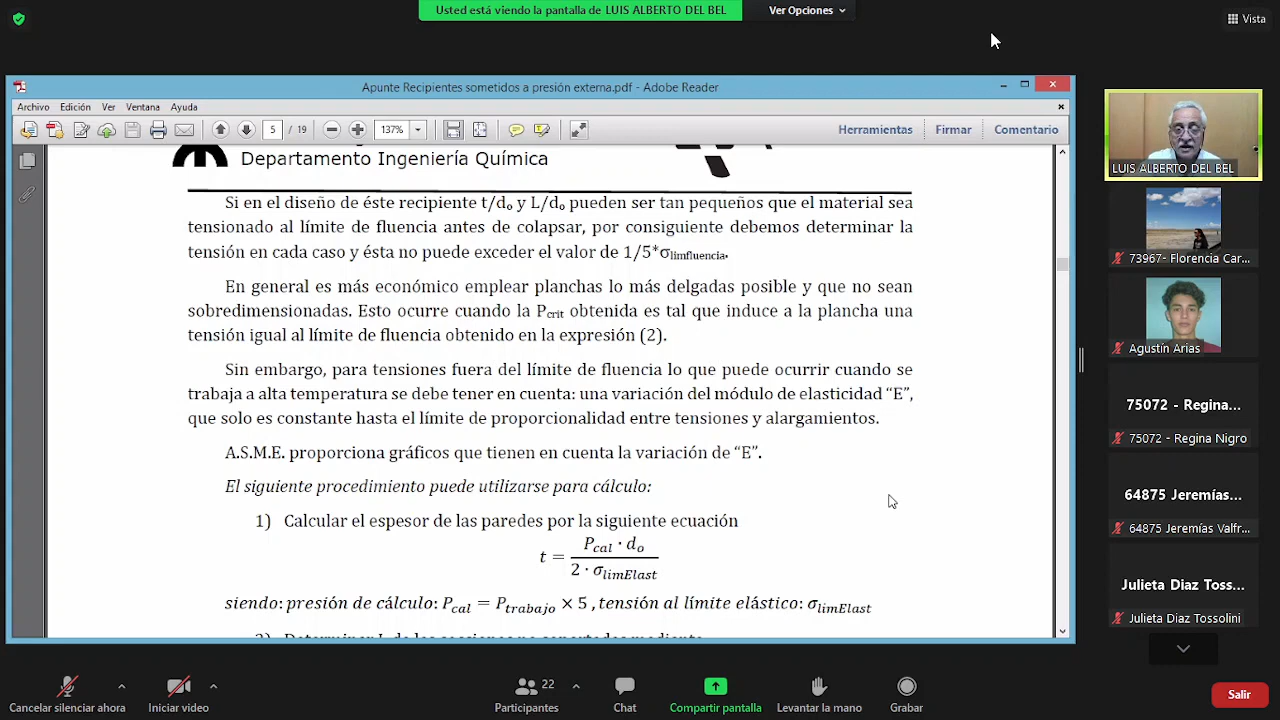 Usted está viendo la pantalla de LUIS ALBERTO DEL BEL
Ver Opciones
Vista
Apunte Recipientes sometidos a presión externa.pdf - Adobe Reader
Archivo Edición Ver Ventana Ayuda
5 / 19
137%
Herramientas Firmar Comentario
Departamento Ingeniería Química
Si en el diseño de éste recipiente t/dₒ y L/dₒ pueden ser tan pequeños que el material sea
tensionado al límite de fluencia antes de colapsar, por consiguiente debemos determinar la
tensión en cada caso y ésta no puede exceder el valor de 1/5*σlímfluencia.
En general es más económico emplear planchas lo más delgadas posible y que no sean
sobredimensionadas. Esto ocurre cuando la Pcrit obtenida es tal que induce a la plancha una
tensión igual al límite de fluencia obtenido en la expresión (2).
Sin embargo, para tensiones fuera del límite de fluencia lo que puede ocurrir cuando se
trabaja a alta temperatura se debe tener en cuenta: una variación del módulo de elasticidad “E”,
que solo es constante hasta el límite de proporcionalidad entre tensiones y alargamientos.
A.S.M.E. proporciona gráficos que tienen en cuenta la variación de “E”.
El siguiente procedimiento puede utilizarse para cálculo:
1) Calcular el espesor de las paredes por la siguiente ecuación
t = Pcal · dₒ / 2 · σlimElast
siendo: presión de cálculo: Pcal = Ptrabajo × 5 , tensión al límite elástico: σlimElast
LUIS ALBERTO DEL BEL
73967- Florencia Car...
Agustín Arias
75072 - Regina...
75072 - Regina Nigro
64875 Jeremías...
64875 Jeremías Valfr...
Julieta Diaz Toss...
Julieta Diaz Tossolini
Cancelar silenciar ahora
Iniciar video
22
Participantes
Chat
Compartir pantalla
Levantar la mano
Grabar
Salir